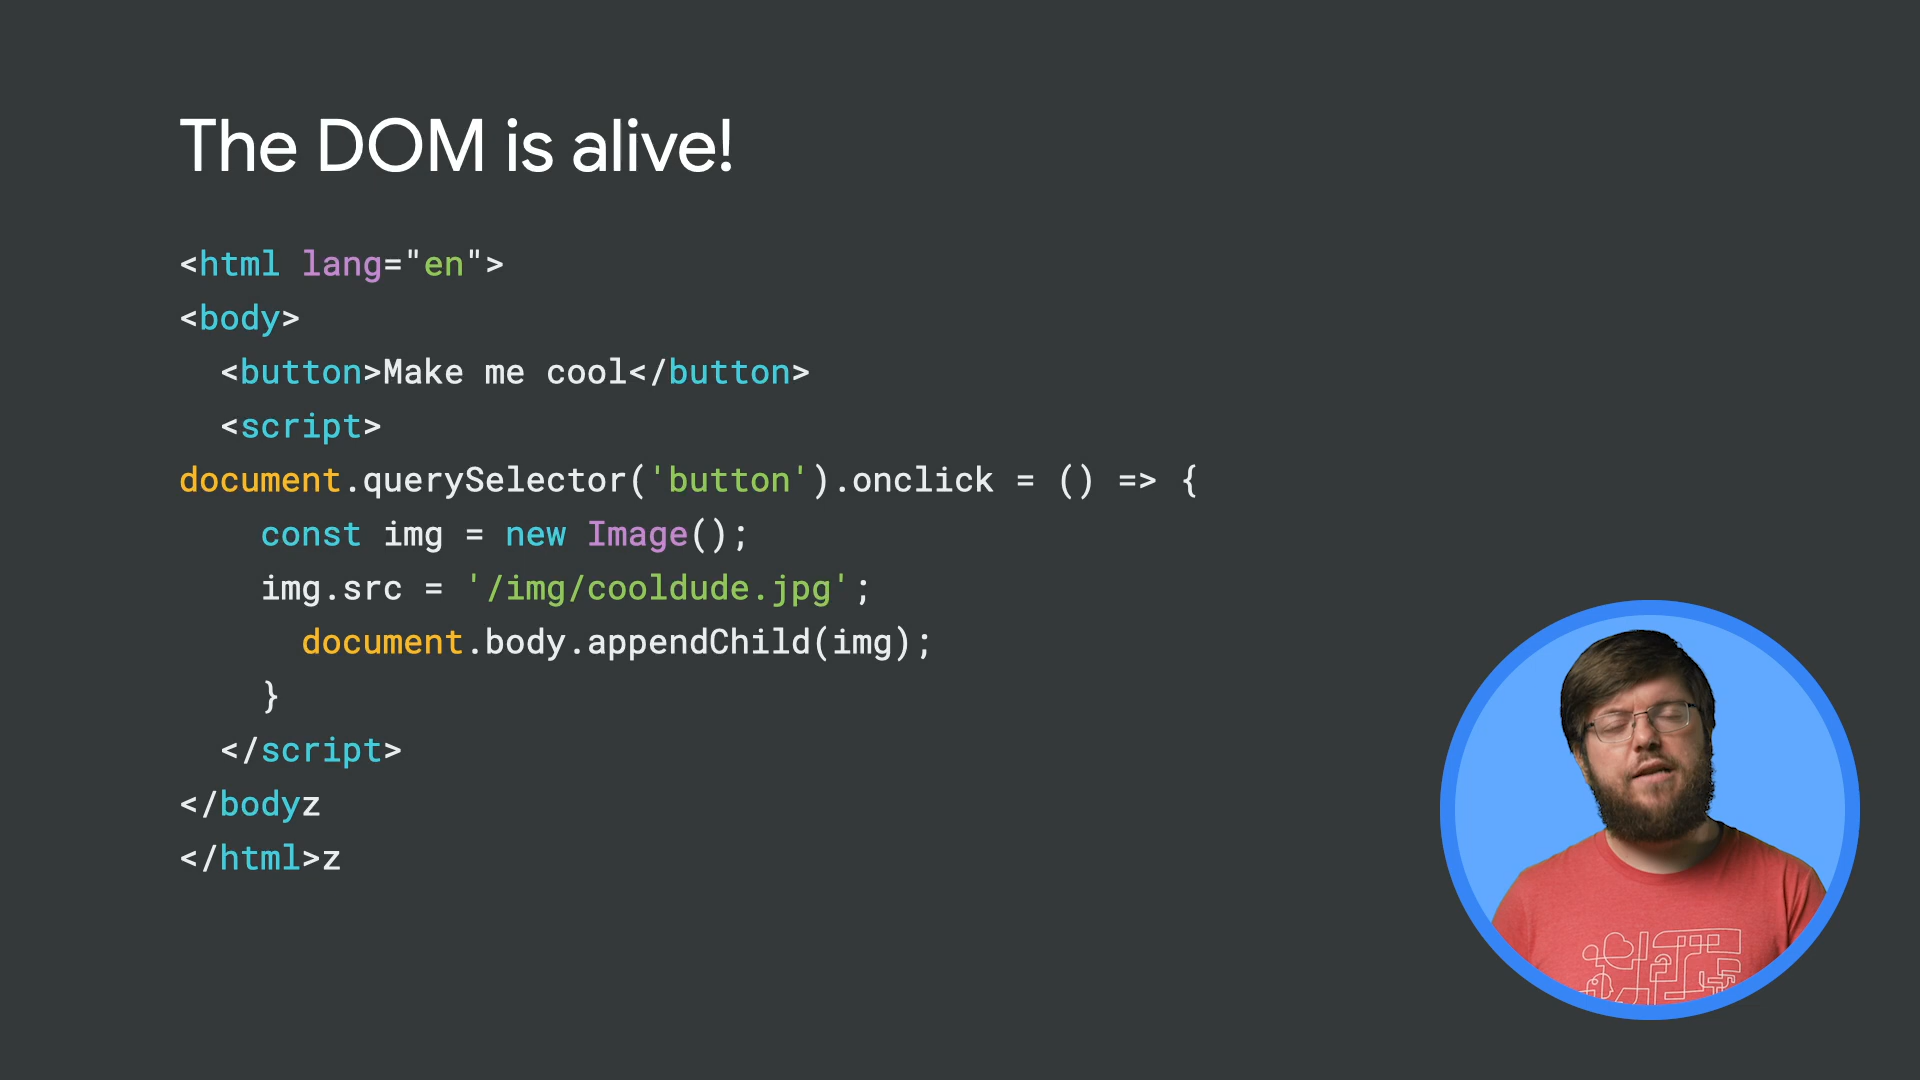 The DOM is alive!
<html lang="en">
<body>
  <button>Make me cool</button>
  <script>
document.querySelector('button').onclick = () => {
    const img = new Image();
    img.src = '/img/cooldude.jpg';
      document.body.appendChild(img);
    }
  </script>
</bodyz
</html>z